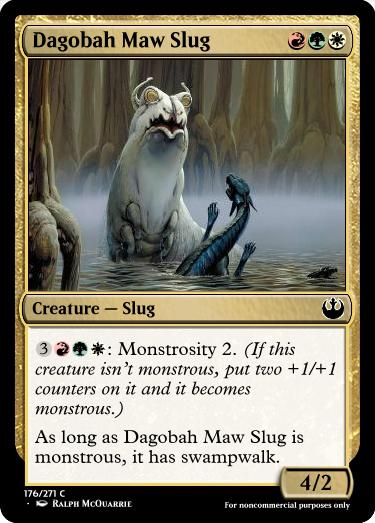 Dagobah Maw Slug
Creature — Slug
3 : Monstrosity 2. (If this
creature isn't monstrous, put two +1/+1
counters on it and it becomes
monstrous.)
As long as Dagobah Maw Slug is
monstrous, it has swampwalk.
4/2
176/271 C
· RALPH MCQUARRIE
For noncommercial purposes only